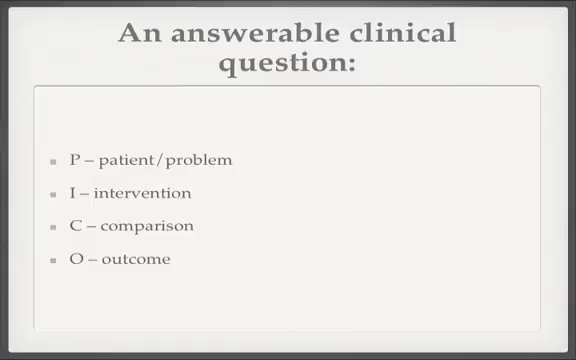 An answerable clinical
question:
P – patient/problem
I – intervention
C – comparison
O – outcome